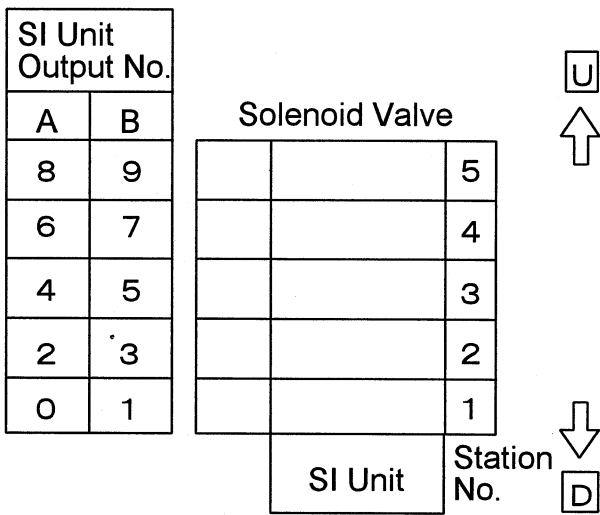 SI Unit
Output No.
U
A B
Solenoid Valve
8 9 5
6 7 4
4 5 3
2 3 2
0 1 1
SI Unit
Station
No.
D